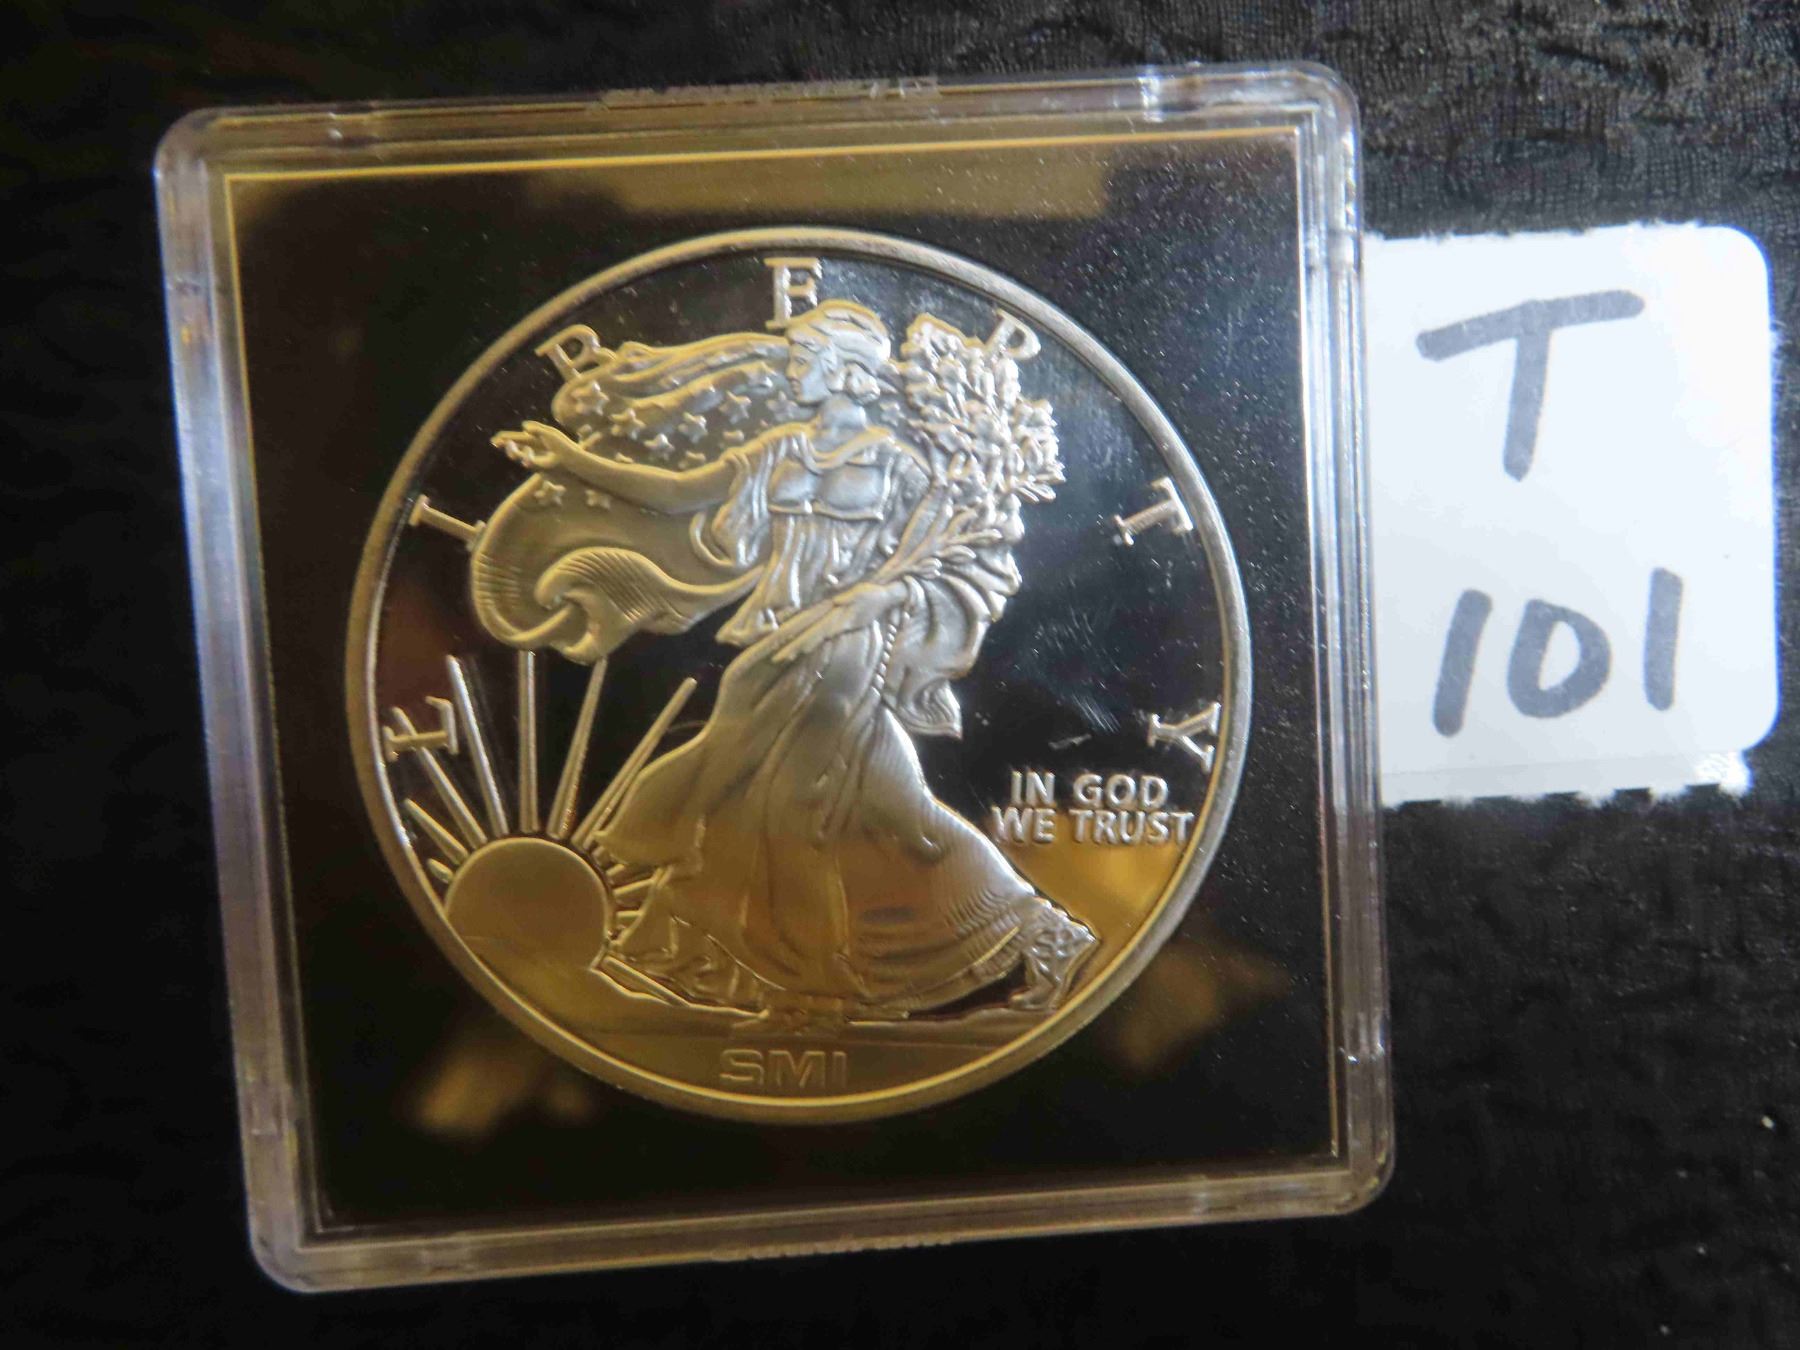 LIBERTY
IN GOD
WE TRUST
SMI
T
101